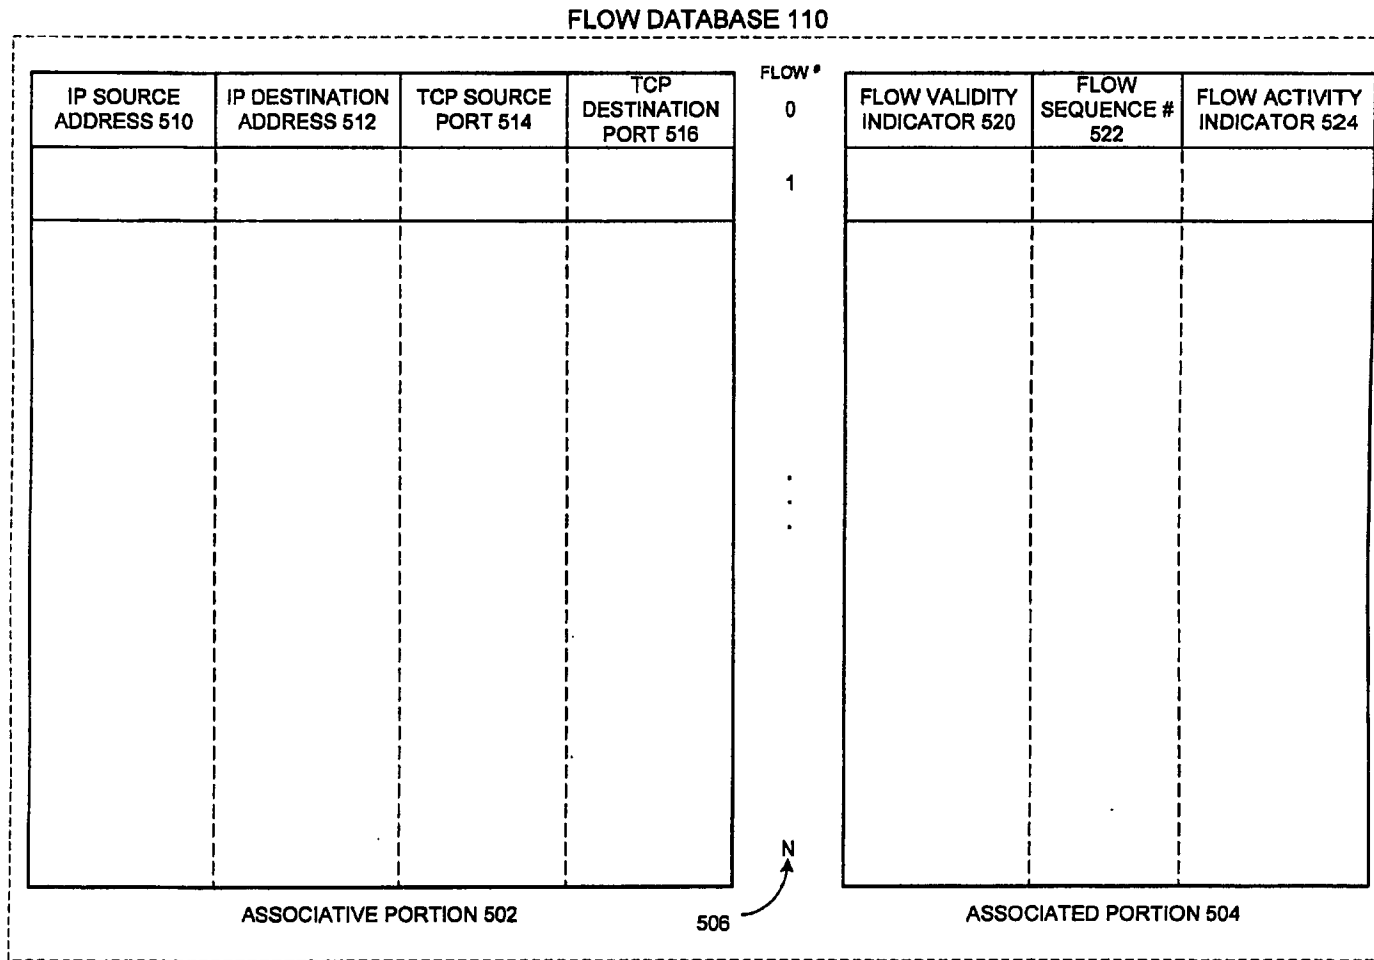 FLOW DATABASE 110
IP SOURCE
ADDRESS 510
IP DESTINATION
ADDRESS 512
TCP SOURCE
PORT 514
TCP
DESTINATION
PORT 516
FLOW #
0
1
.
.
.
N
506
FLOW VALIDITY
INDICATOR 520
FLOW
SEQUENCE #
522
FLOW ACTIVITY
INDICATOR 524
ASSOCIATIVE PORTION 502
ASSOCIATED PORTION 504